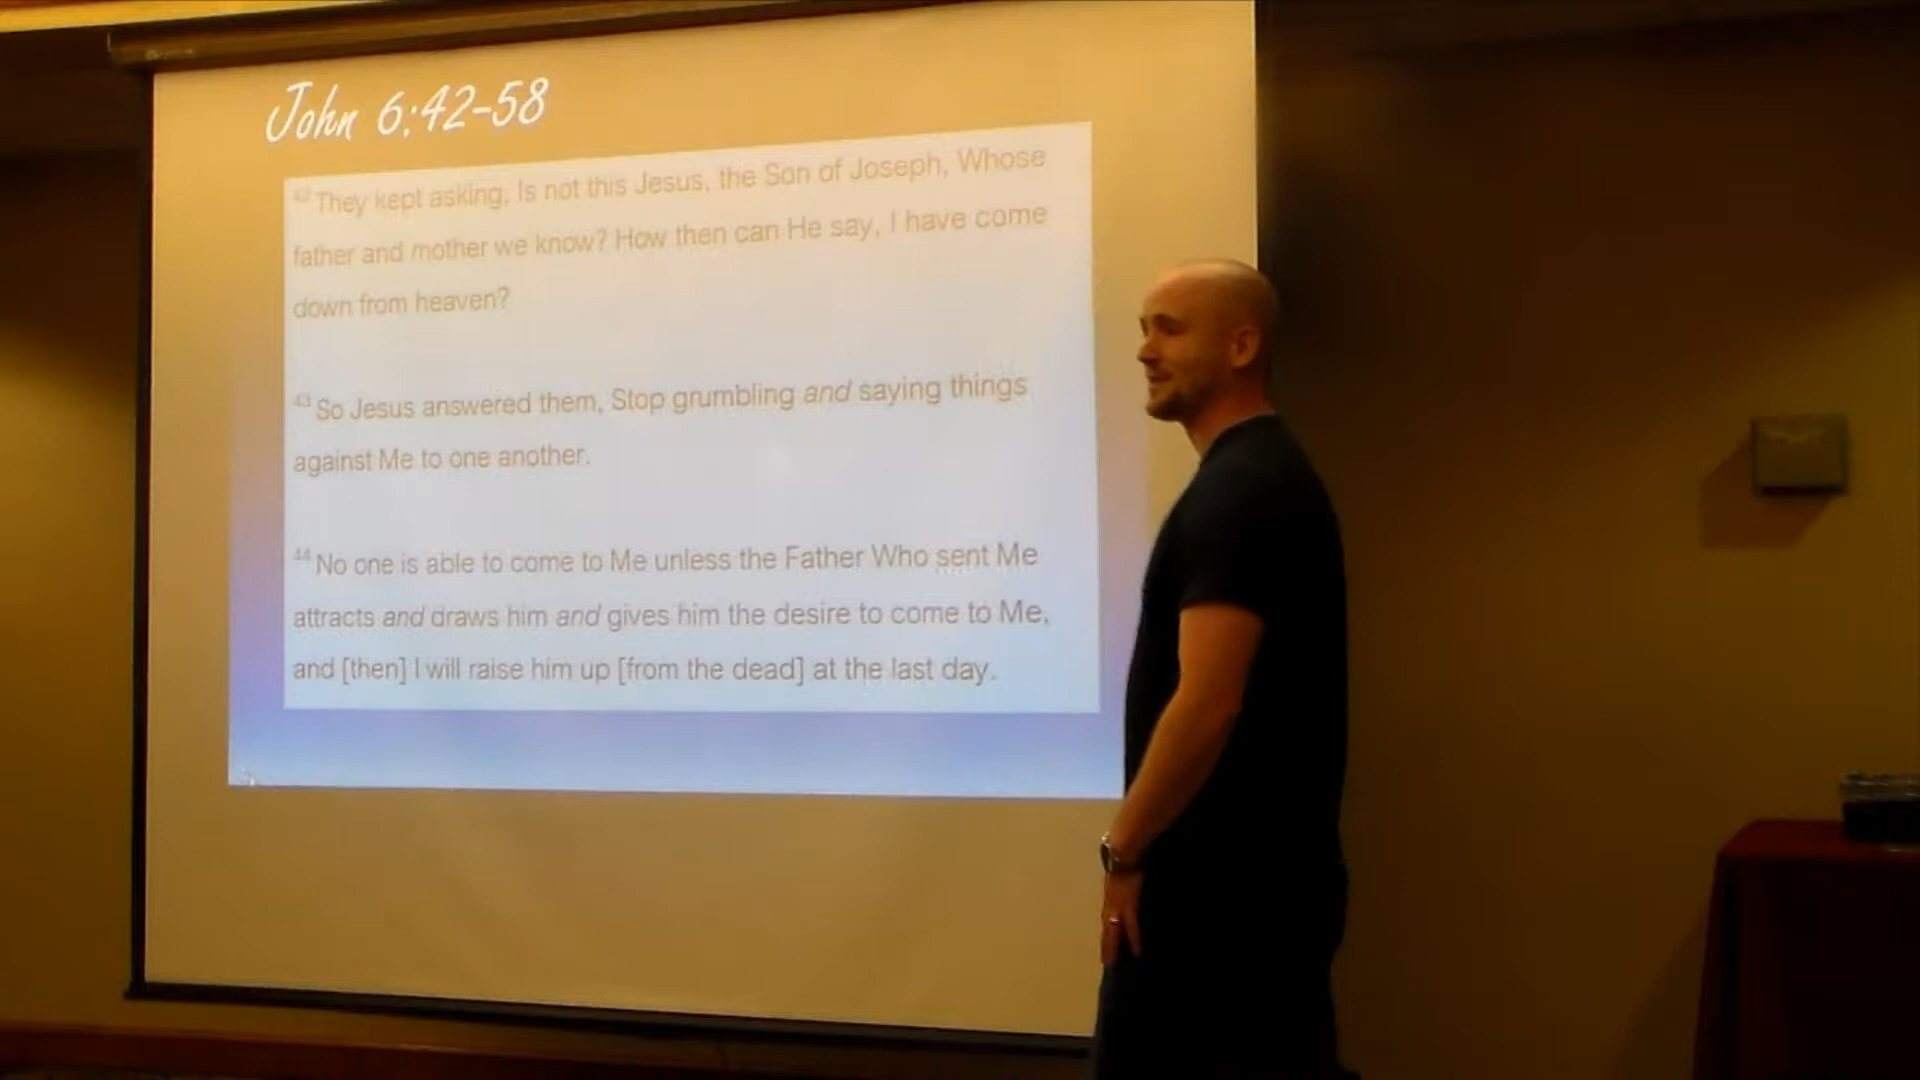 John 6:42-58
42 They kept asking, Is not this Jesus, the Son of Joseph, Whose
father and mother we know? How then can He say, I have come
down from heaven?
43 So Jesus answered them, Stop grumbling and saying things
against Me to one another.
44 No one is able to come to Me unless the Father Who sent Me
attracts and draws him and gives him the desire to come to Me,
and [then] I will raise him up [from the dead] at the last day.